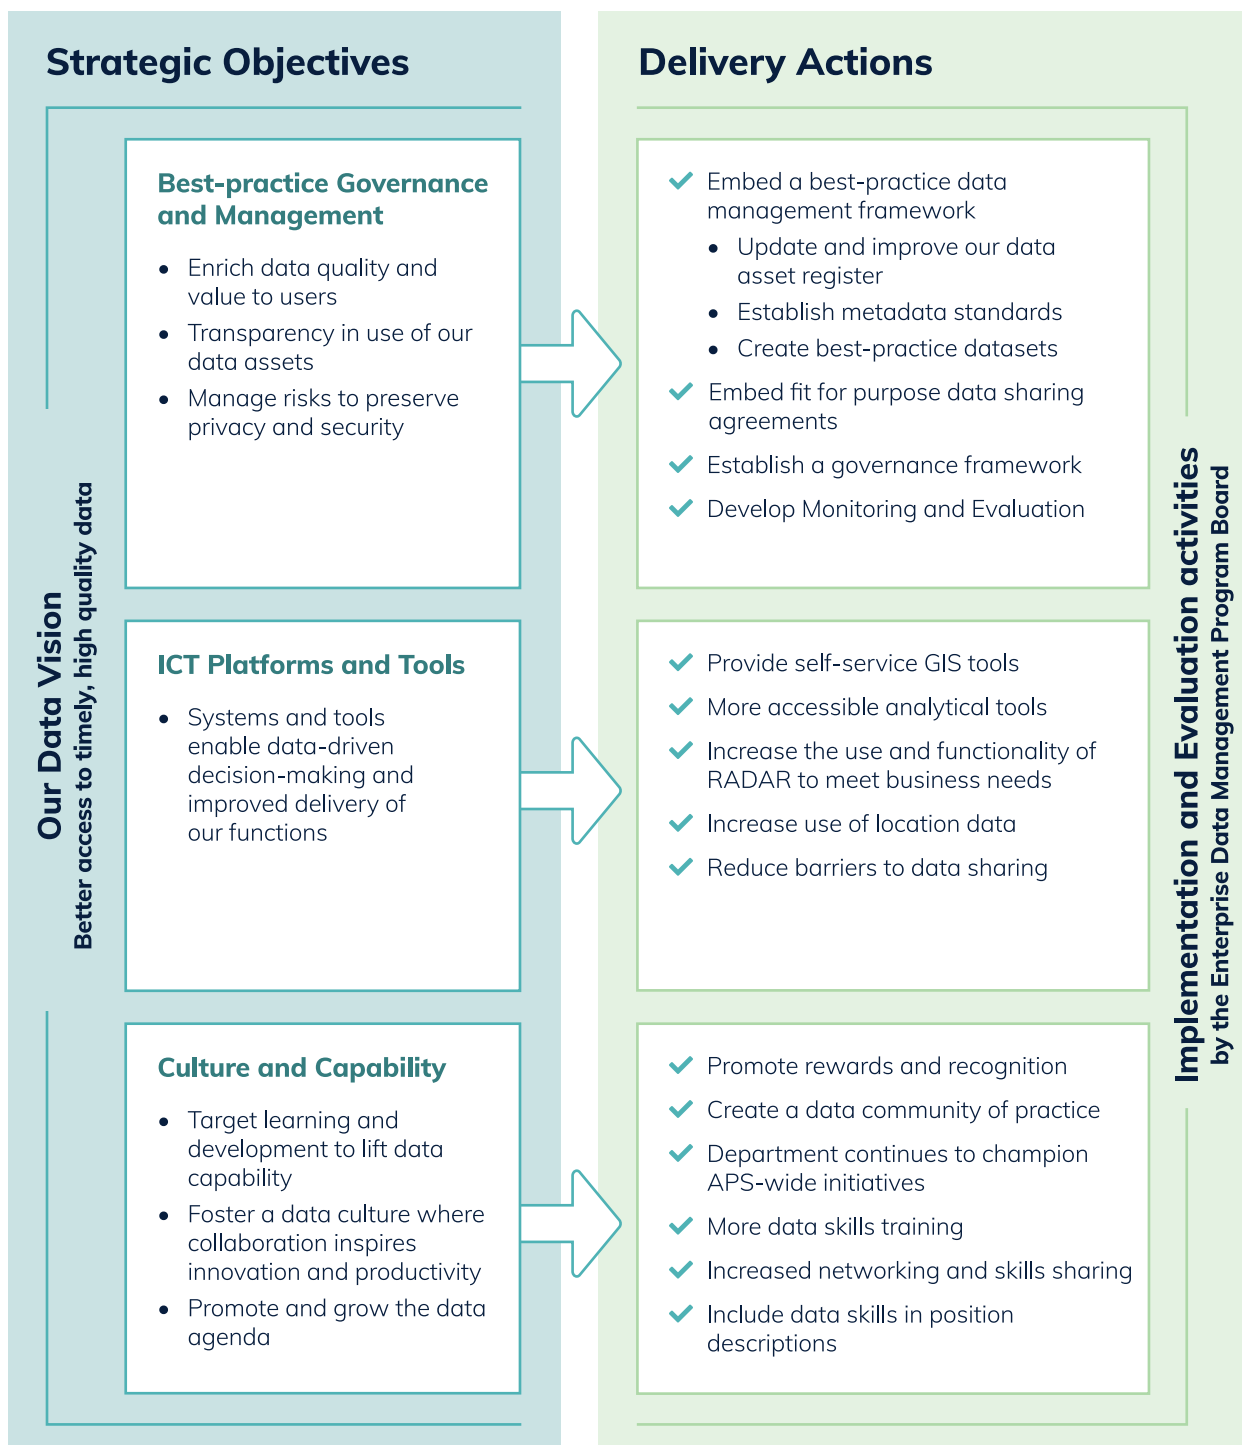 Strategic Objectives
Our Data Vision
Better access to timely, high quality data
Best-practice Governance
and Management
• Enrich data quality and
value to users
• Transparency in use of our
data assets
• Manage risks to preserve
privacy and security
ICT Platforms and Tools
• Systems and tools
enable data-driven
decision-making and
improved delivery of
our functions
Culture and Capability
• Target learning and
development to lift data
capability
• Foster a data culture where
collaboration inspires
innovation and productivity
• Promote and grow the data
agenda
Delivery Actions
✓ Embed a best-practice data
management framework
• Update and improve our data
asset register
• Establish metadata standards
• Create best-practice datasets
✓ Embed fit for purpose data sharing
agreements
✓ Establish a governance framework
✓ Develop Monitoring and Evaluation
✓ Provide self-service GIS tools
✓ More accessible analytical tools
✓ Increase the use and functionality of
RADAR to meet business needs
✓ Increase use of location data
✓ Reduce barriers to data sharing
✓ Promote rewards and recognition
✓ Create a data community of practice
✓ Department continues to champion
APS-wide initiatives
✓ More data skills training
✓ Increased networking and skills sharing
✓ Include data skills in position
descriptions
Implementation and Evaluation activities
by the Enterprise Data Management Program Board